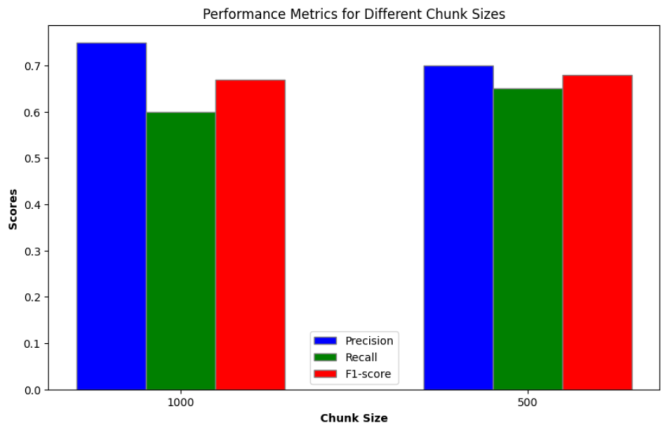 Performance Metrics for Different Chunk Sizes
0.7
0.6
0.5
0.4
0.3
0.2
0.1
0.0
Scores
Precision
Recall
F1-score
1000
500
Chunk Size